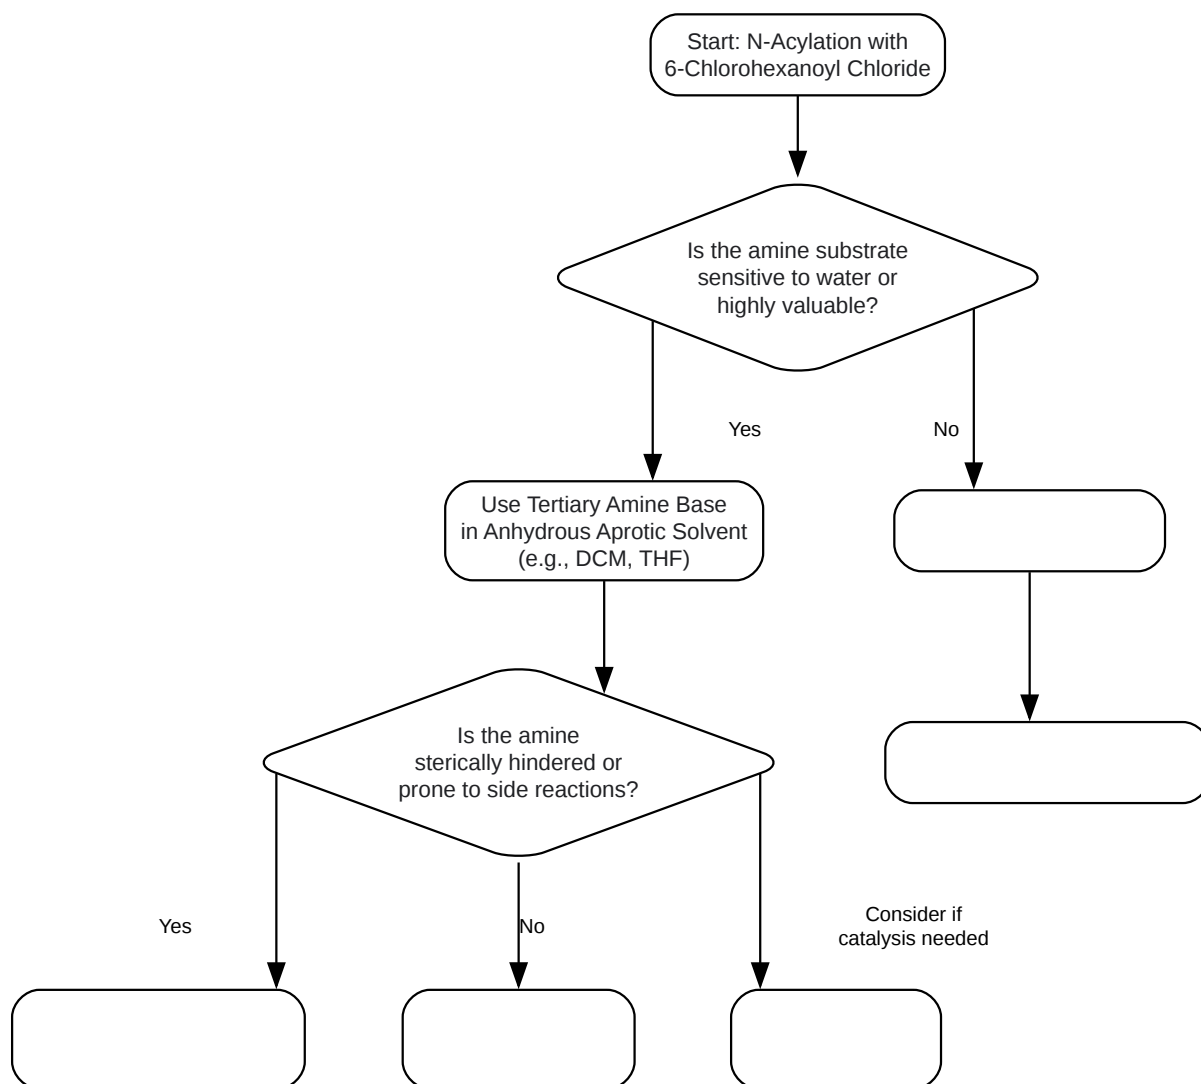 Start: N-Acylation with
6-Chlorohexanoyl Chloride
Is the amine substrate
sensitive to water or
highly valuable?
Yes
No
Use Tertiary Amine Base
in Anhydrous Aprotic Solvent
(e.g., DCM, THF)
Is the amine
sterically hindered or
prone to side reactions?
Yes
No
Consider if
catalysis needed